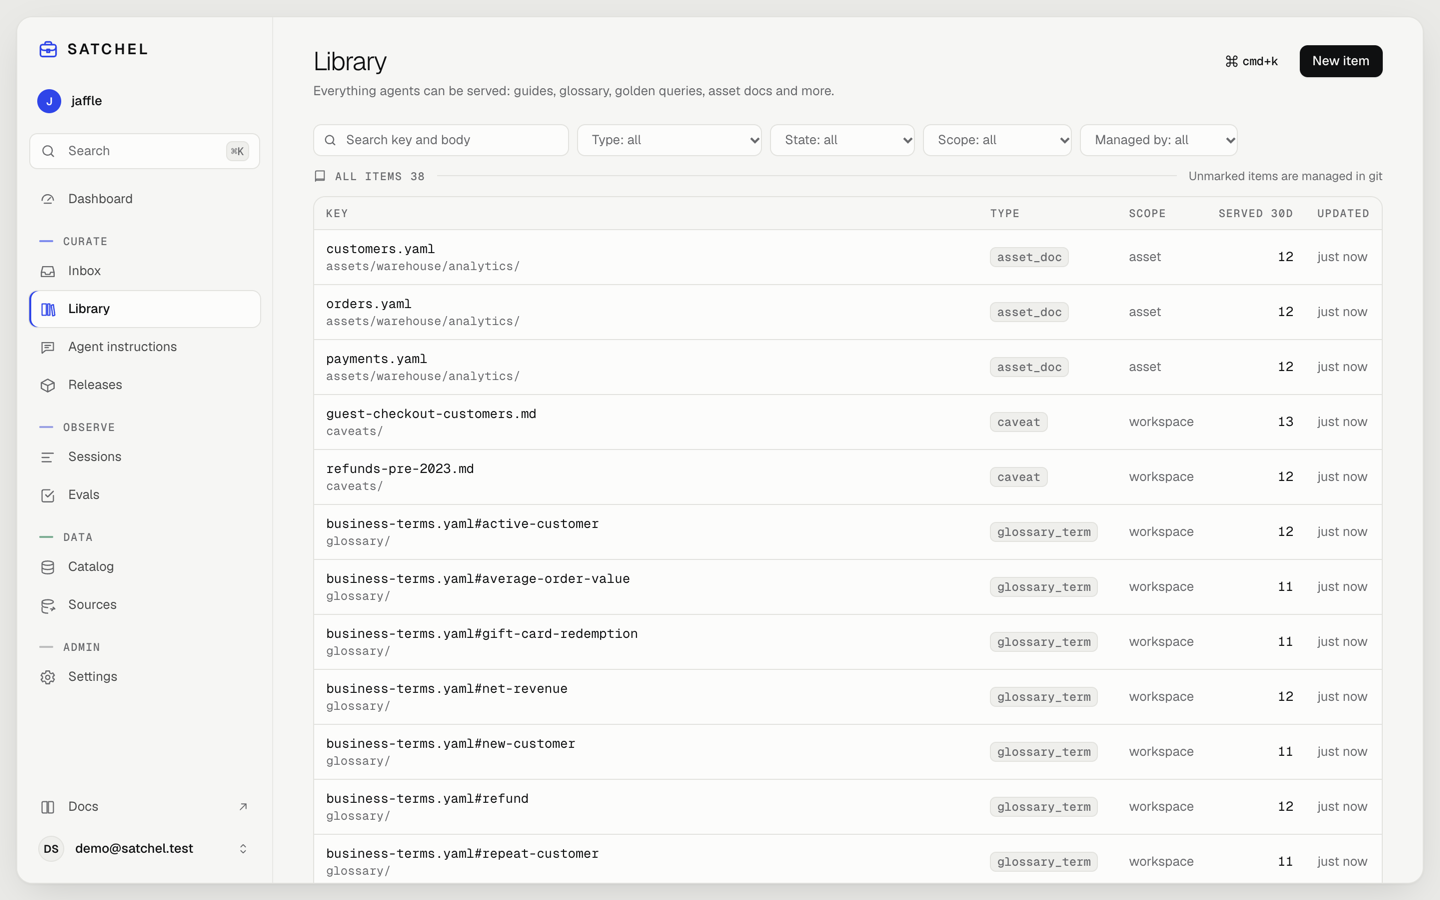 SATCHEL
J jaffle
Search ⌘K
Dashboard
CURATE
Inbox
Library
Agent instructions
Releases
OBSERVE
Sessions
Evals
DATA
Catalog
Sources
ADMIN
Settings
Docs
DS demo@satchel.test
Library
⌘ cmd+k New item
Everything agents can be served: guides, glossary, golden queries, asset docs and more.
Search key and body Type: all State: all Scope: all Managed by: all
ALL ITEMS 38 Unmarked items are managed in git
KEY TYPE SCOPE SERVED 30D UPDATED
customers.yaml asset_doc asset 12 just now
assets/warehouse/analytics/
orders.yaml asset_doc asset 12 just now
assets/warehouse/analytics/
payments.yaml asset_doc asset 12 just now
assets/warehouse/analytics/
guest-checkout-customers.md caveat workspace 13 just now
caveats/
refunds-pre-2023.md caveat workspace 12 just now
caveats/
business-terms.yaml#active-customer glossary_term workspace 12 just now
glossary/
business-terms.yaml#average-order-value glossary_term workspace 11 just now
glossary/
business-terms.yaml#gift-card-redemption glossary_term workspace 11 just now
glossary/
business-terms.yaml#net-revenue glossary_term workspace 12 just now
glossary/
business-terms.yaml#new-customer glossary_term workspace 11 just now
glossary/
business-terms.yaml#refund glossary_term workspace 12 just now
glossary/
business-terms.yaml#repeat-customer glossary_term workspace 11 just now
glossary/